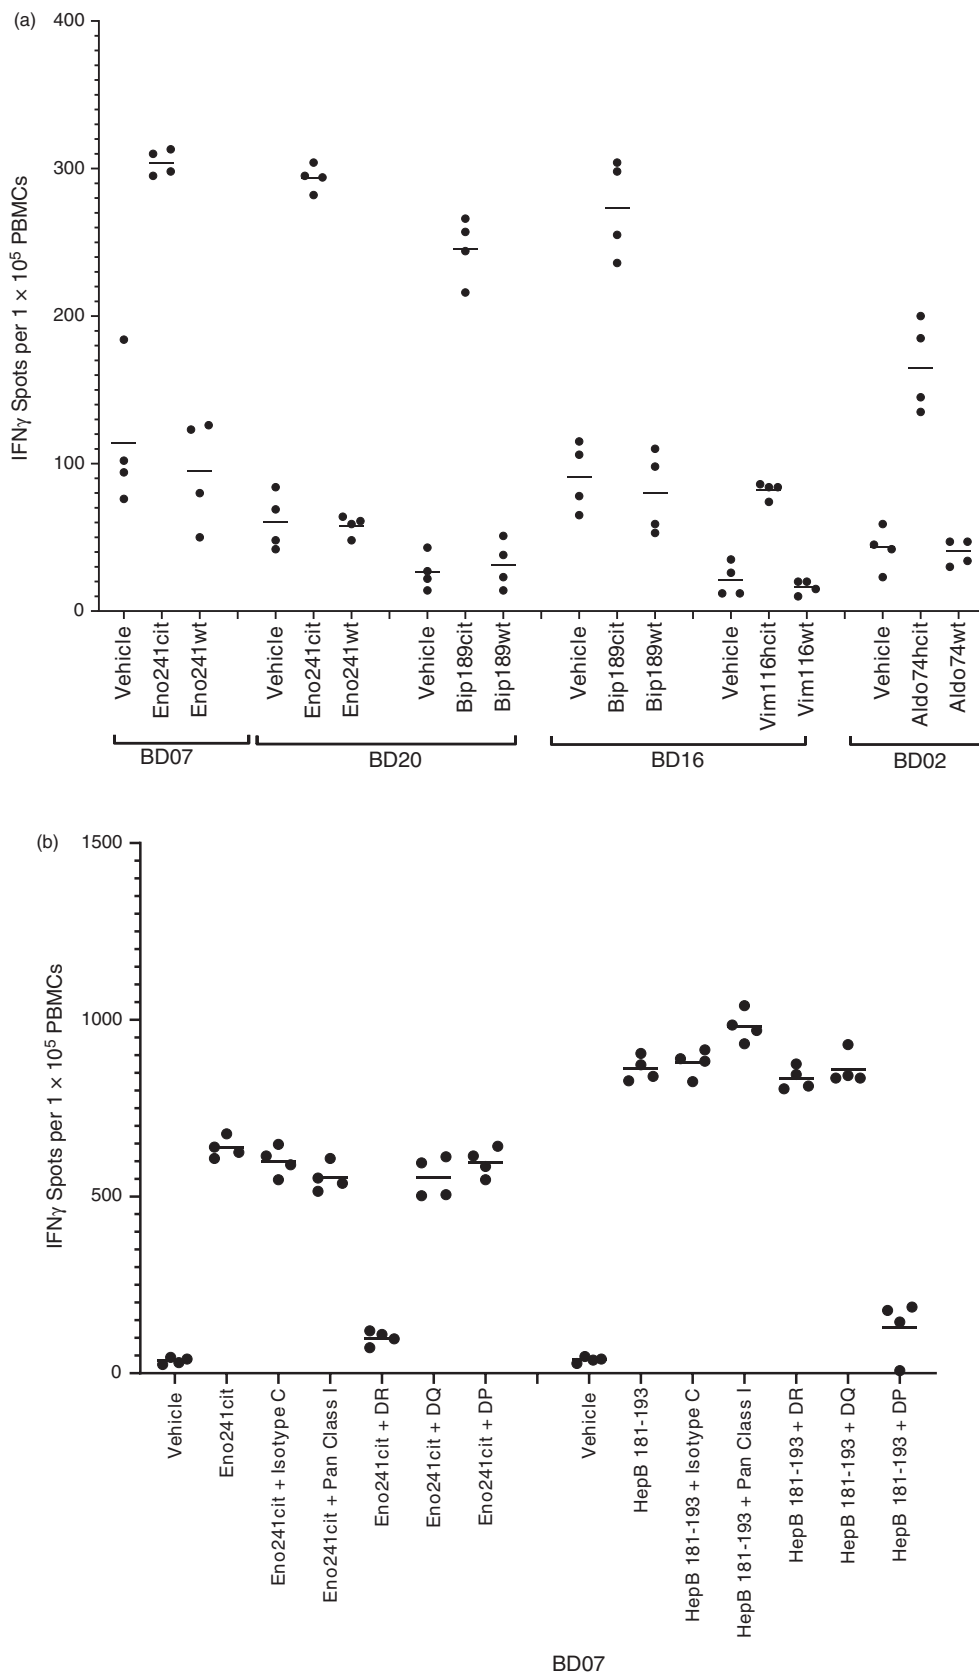 (a)
400
300
200
100
0
IFNγ Spots per 1 × 10⁵ PBMCs
Vehicle
Eno241cit
Eno241wt
Vehicle
Eno241cit
Eno241wt
Vehicle
Bip189cit
Bip189wt
Vehicle
Bip189cit
Bip189wt
Vehicle
Vim116hcit
Vim116wt
Vehicle
Aldo74hcit
Aldo74wt
BD07
BD20
BD16
BD02
(b)
1500
1000
500
0
IFNγ Spots per 1 × 10⁵ PBMCs
Vehicle
Eno241cit
Eno241cit + Isotype C
Eno241cit + Pan Class I
Eno241cit + DR
Eno241cit + DQ
Eno241cit + DP
Vehicle
HepB 181-193
HepB 181-193 + Isotype C
HepB 181-193 + Pan Class I
HepB 181-193 + DR
HepB 181-193 + DQ
HepB 181-193 + DP
BD07